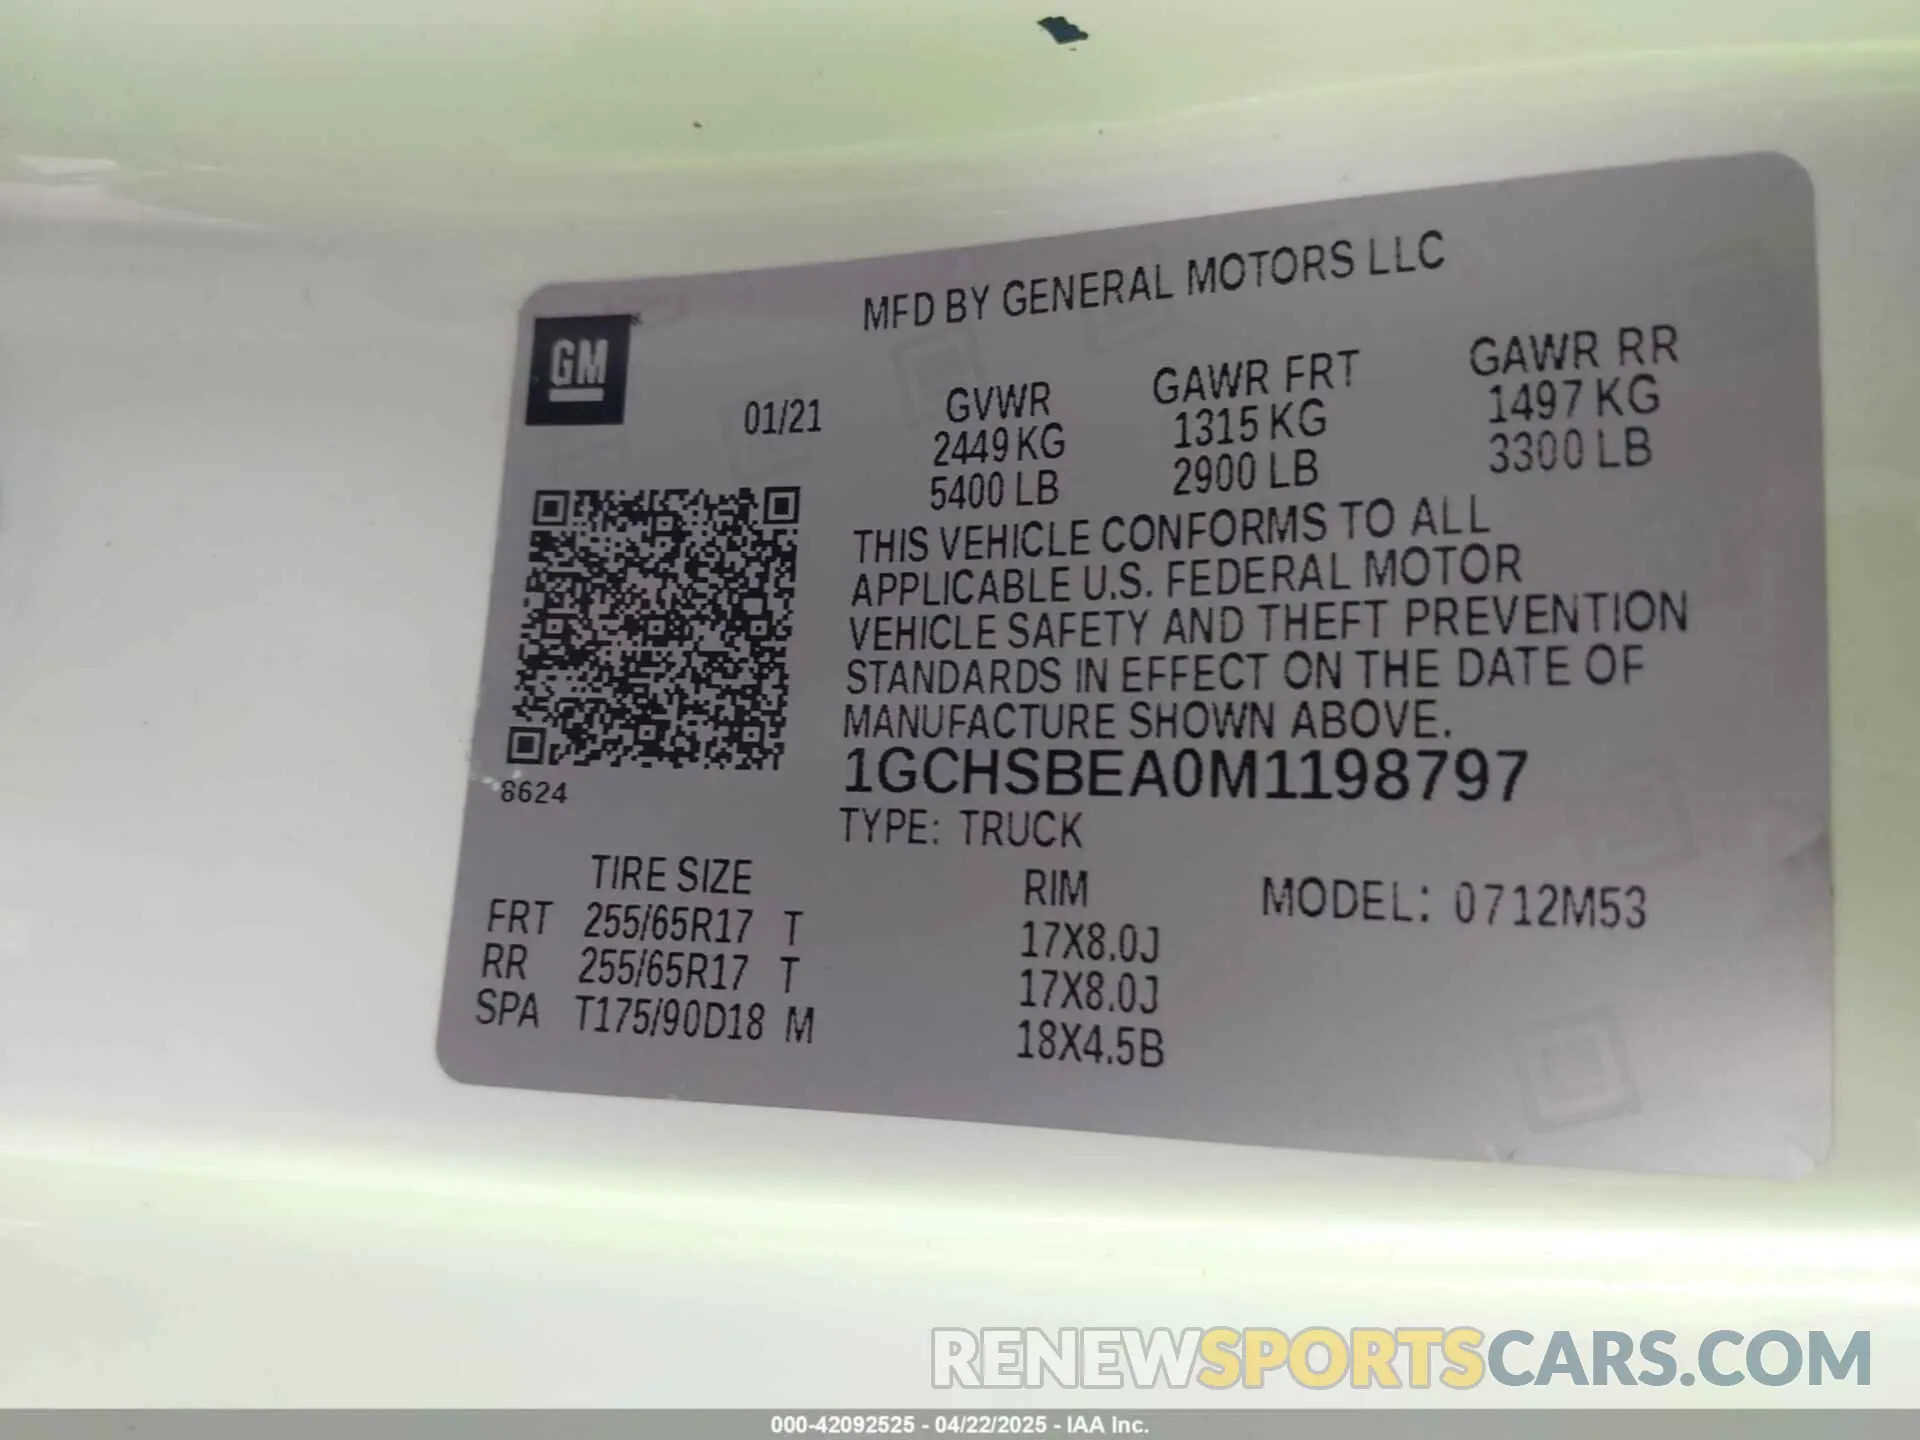 MFD BY GENERAL MOTORS LLC
GM
01/21
GVWR
2449 KG
5400 LB
GAWR FRT
1315 KG
2900 LB
GAWR RR
1497 KG
3300 LB
THIS VEHICLE CONFORMS TO ALL
APPLICABLE U.S. FEDERAL MOTOR
VEHICLE SAFETY AND THEFT PREVENTION
STANDARDS IN EFFECT ON THE DATE OF
MANUFACTURE SHOWN ABOVE.
1GCHSBEA0M1198797
8624
TYPE: TRUCK
TIRE SIZE RIM MODEL: 0712M53
FRT 255/65R17 T 17X8.0J
RR 255/65R17 T 17X8.0J
SPA T175/90D18 M 18X4.5B
RENEWSPORTSCARS.COM
000-42092525 - 04/22/2025 - IAA Inc.